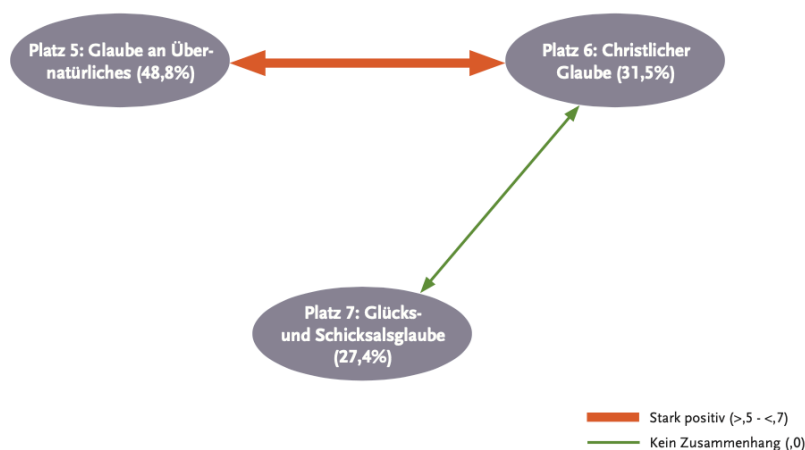 Platz 5: Glaube an Über-
natürliches (48,8%)
Platz 6: Christlicher
Glaube (31,5%)
Platz 7: Glücks-
und Schicksalsglaube
(27,4%)
Stark positiv (>,5 - <,7)
Kein Zusammenhang (,0)